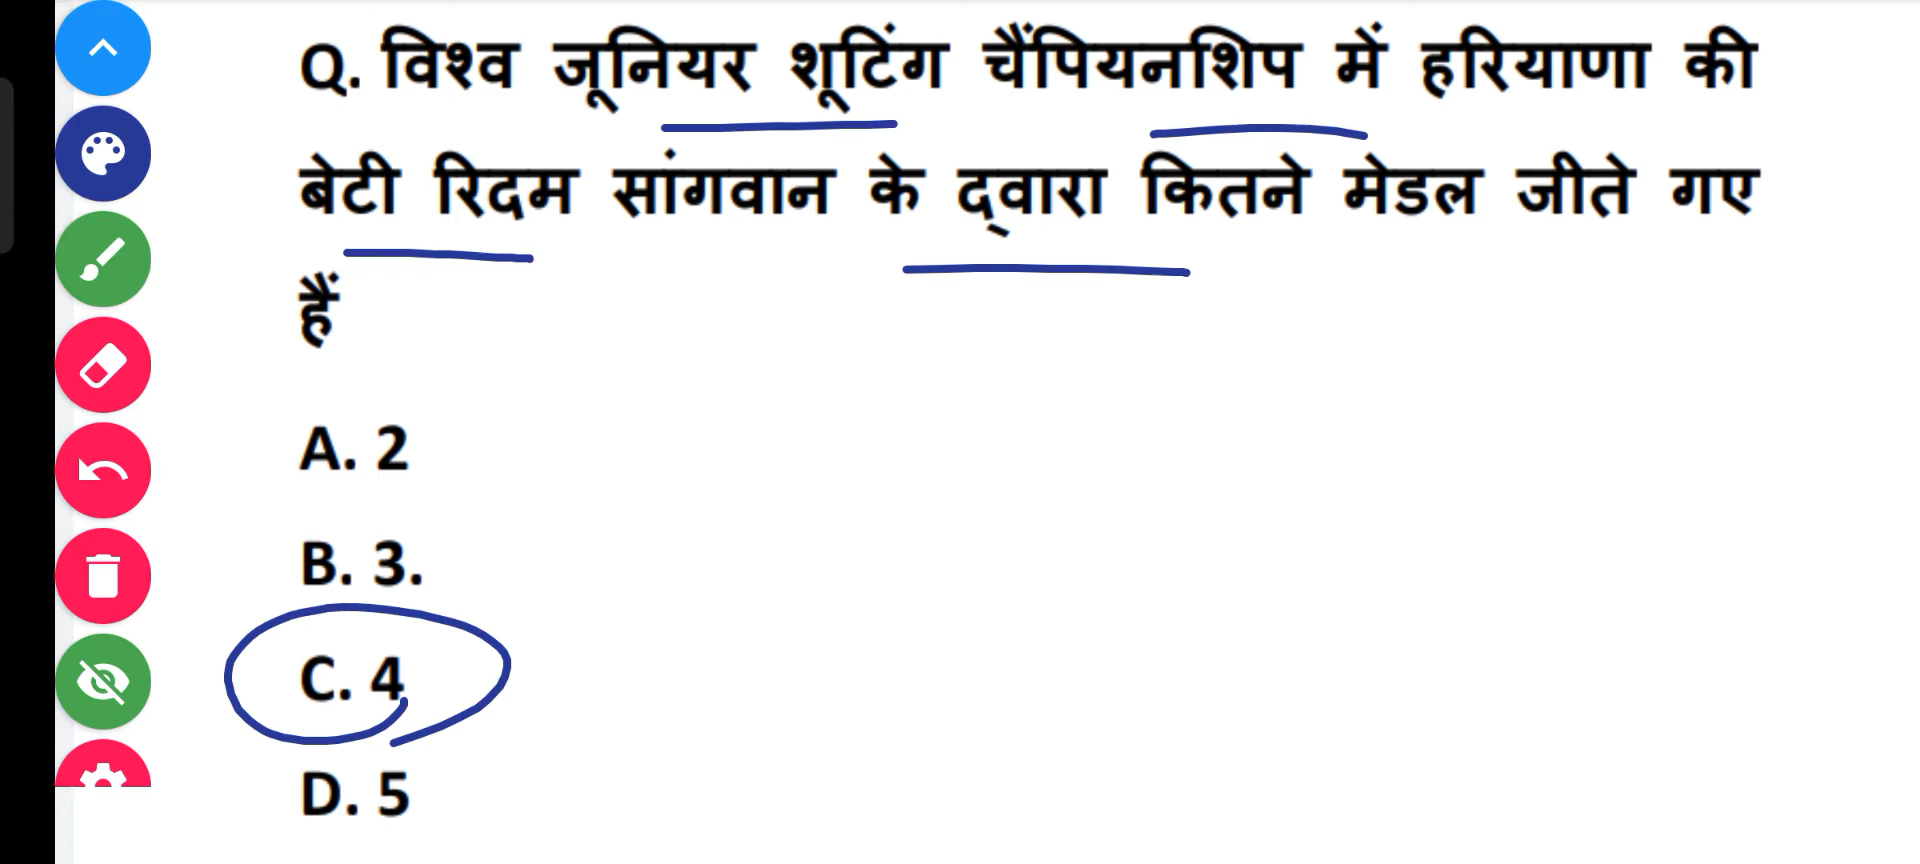 Q. विश्व जूनियर शूटिंग चैंपियनशिप में हरियाणा की
बेटी रिदम सांगवान के द्वारा कितने मेडल जीते गए
हैं
A. 2
B. 3.
C. 4
D. 5